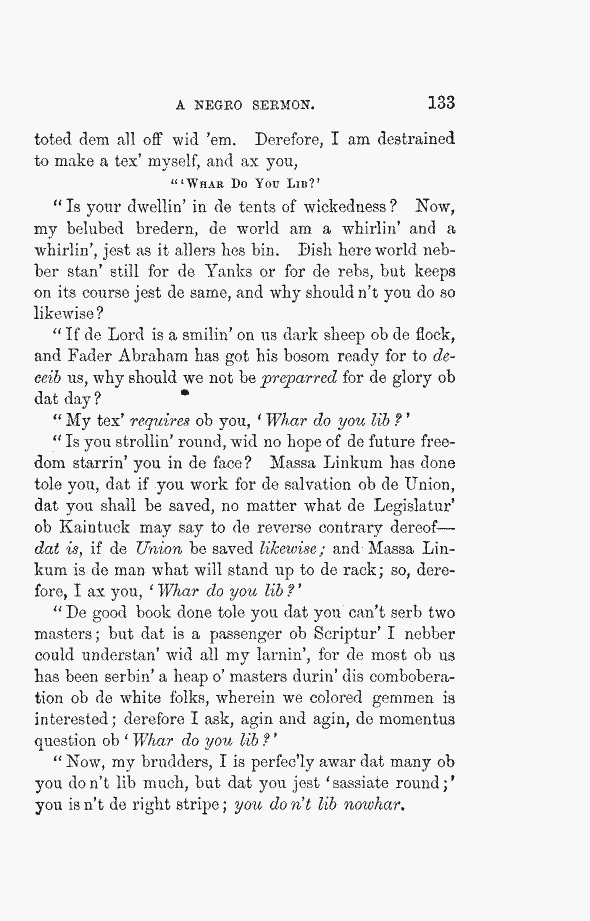 A NEGRO SERMON. 133
toted dem all off wid 'em. Derefore, I am destrained
to make a tex' myself, and ax you,
"'WHAR DO YOU LIB?'
"Is your dwellin' in de tents of wickedness? Now,
my belubed bredern, de world am a whirlin' and a
whirlin', jest as it allers hes bin. Dish here world neb-
ber stan' still for de Yanks or for de rebs, but keeps
on its course jest de same, and why should n't you do so
likewise?
"If de Lord is a smilin' on us dark sheep ob de flock,
and Fader Abraham has got his bosom ready for to de-
ceib us, why should we not be preparred for de glory ob
dat day?
"My tex' requires ob you, 'Whar do you lib?'
"Is you strollin' round, wid no hope of de future free-
dom starrin' you in de face? Massa Linkum has done
tole you, dat if you work for de salvation ob de Union,
dat you shall be saved, no matter what de Legislatur'
ob Kaintuck may say to de reverse contrary dereof—
dat is, if de Union be saved likewise; and Massa Lin-
kum is de man what will stand up to de rack; so, dere-
fore, I ax you, 'Whar do you lib?'
"De good book done tole you dat you can't serb two
masters; but dat is a passenger ob Scriptur' I nebber
could understan' wid all my larnin', for de most ob us
has been serbin' a heap o' masters durin' dis combobera-
tion ob de white folks, wherein we colored gemmen is
interested; derefore I ask, agin and agin, de momentus
question ob 'Whar do you lib?'
"Now, my brudders, I is perfec'ly awar dat many ob
you do n't lib much, but dat you jest 'sassiate round;'
you is n't de right stripe; you do n't lib nowhar.